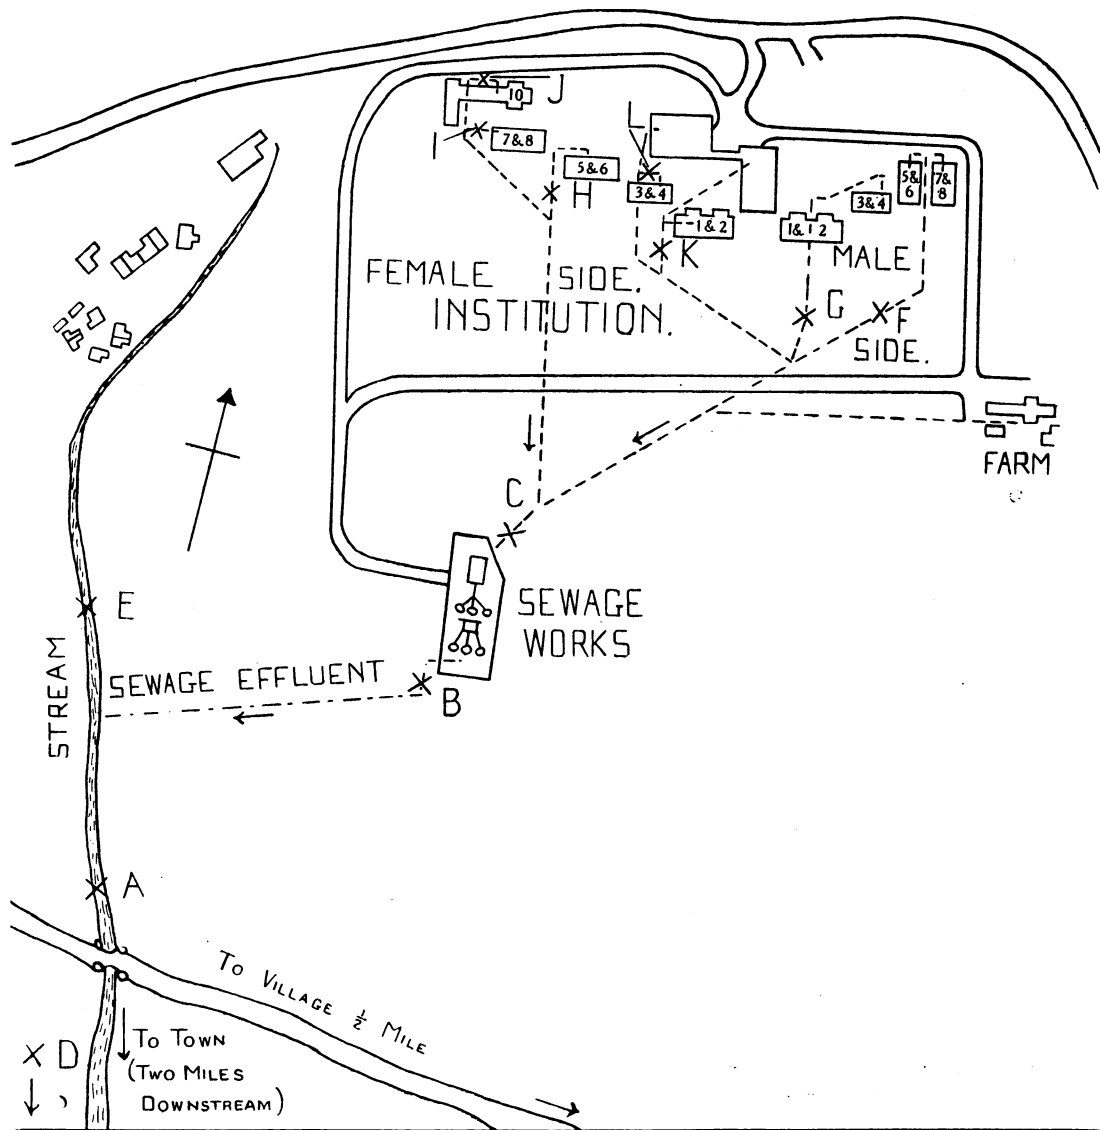 J
10
I
7 & 8
L
5 & 6
H
3 & 4
1 & 2
K
5 &
6
7 &
8
3 & 4
1 & 2
MALE
SIDE.
FEMALE SIDE.
INSTITUTION.
G
F
FARM
C
SEWAGE
WORKS
E
STREAM
SEWAGE EFFLUENT
B
A
TO VILLAGE ½ MILE
D
TO TOWN
(TWO MILES
DOWNSTREAM)